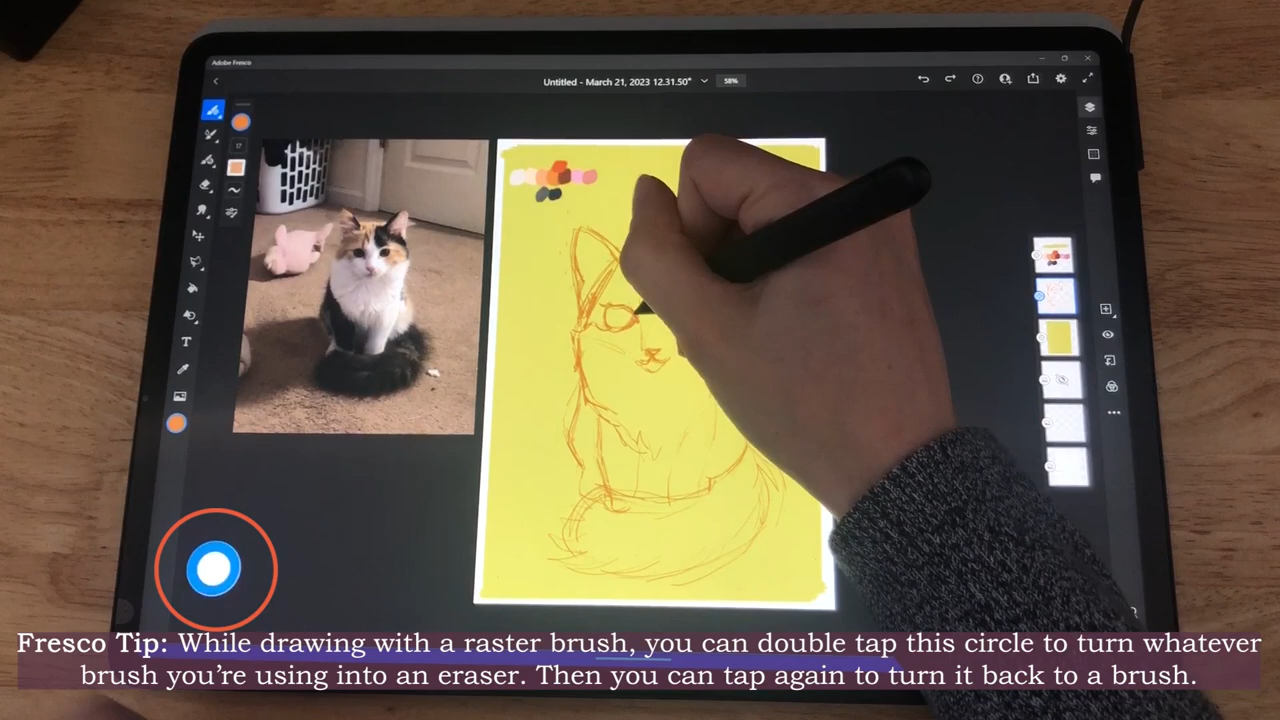 Adobe Fresco
Untitled - March 21, 2023 12.31.50*
58%
17
T
Fresco Tip: While drawing with a raster brush, you can double tap this circle to turn whatever
brush you're using into an eraser. Then you can tap again to turn it back to a brush.